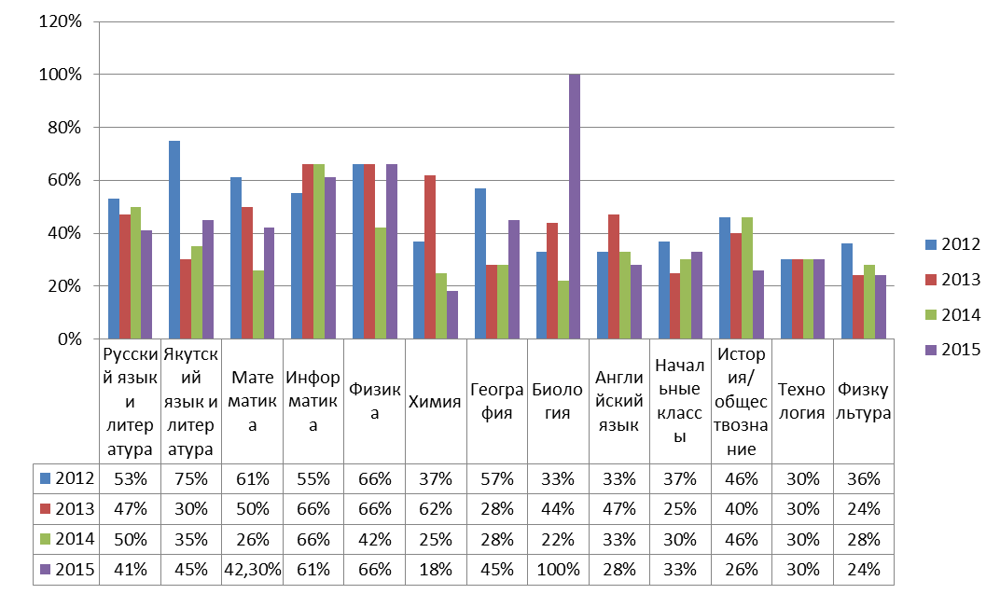 120%
100%
80%
60%
40%
20%
0%
2012
2013
2014
2015
Русски
й язык
и
литер
атура
Якутск
ий
язык и
литер
атура
Мате
матик
а
Инфор
матик
а
Физик
а
Химия
Геогра
фия
Биоло
гия
Англи
йский
язык
Началь
ные
класс
ы
Истор
ия/
общес
твозна
ние
Техно
логия
Физку
льтура
2012 53% 75% 61% 55% 66% 37% 57% 33% 33% 37% 46% 30% 36%
2013 47% 30% 50% 66% 66% 62% 28% 44% 47% 25% 40% 30% 24%
2014 50% 35% 26% 66% 42% 25% 28% 22% 33% 30% 46% 30% 28%
2015 41% 45% 42,30% 61% 66% 18% 45% 100% 28% 33% 26% 30% 24%